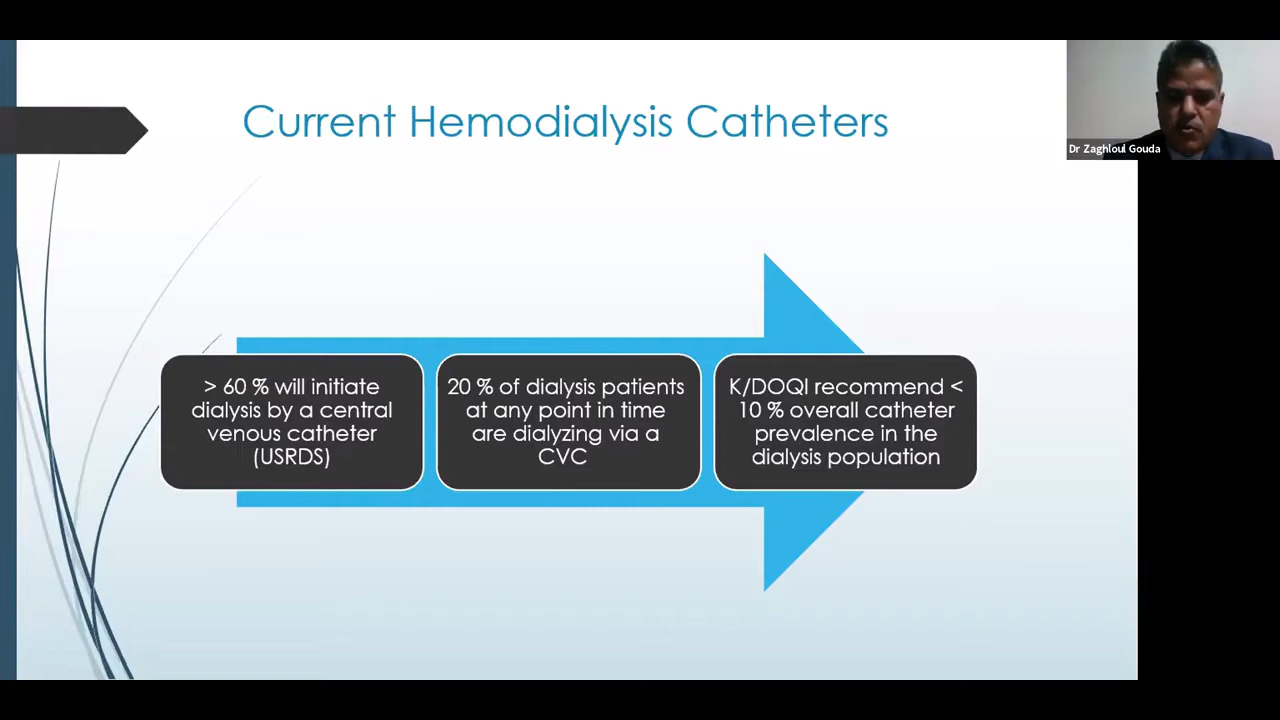 Current Hemodialysis Catheters
Dr Zaghloul Gouda
> 60 % will initiate
dialysis by a central
venous catheter
(USRDS)
20 % of dialysis patients
at any point in time
are dialyzing via a
CVC
K/DOQI recommend <
10 % overall catheter
prevalence in the
dialysis population